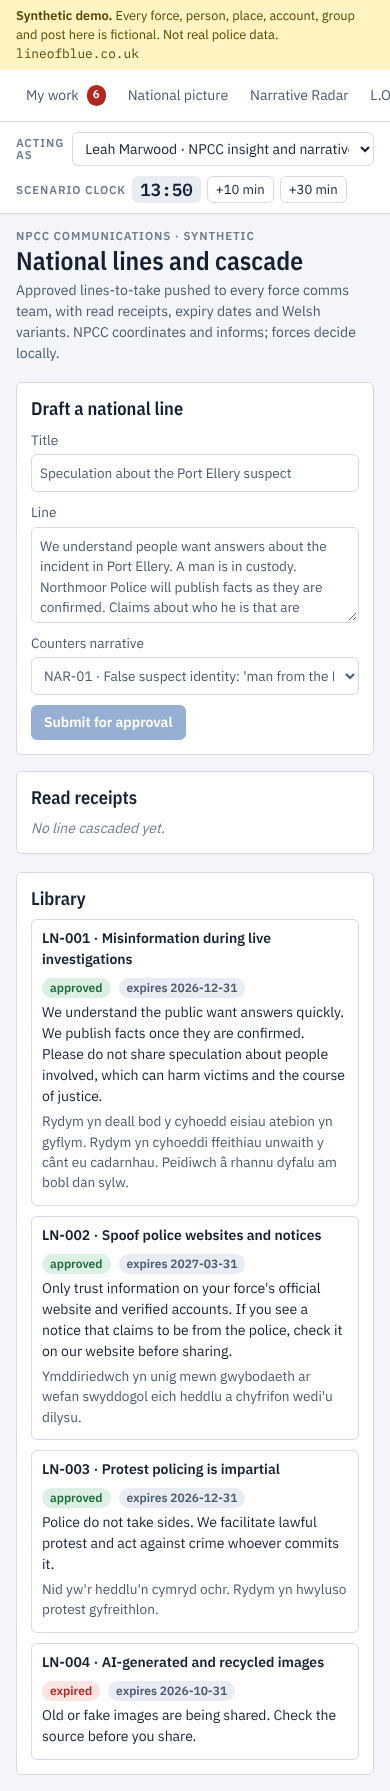 Synthetic demo. Every force, person, place, account, group
and post here is fictional. Not real police data.
lineofblue.co.uk
My work 6 National picture Narrative Radar L.O
ACTING AS
Leah Marwood · NPCC insight and narrativ
SCENARIO CLOCK 13:50 +10 min +30 min
NPCC COMMUNICATIONS · SYNTHETIC
National lines and cascade
Approved lines-to-take pushed to every force comms
team, with read receipts, expiry dates and Welsh
variants. NPCC coordinates and informs; forces decide
locally.
Draft a national line
Title
Speculation about the Port Ellery suspect
Line
We understand people want answers about the
incident in Port Ellery. A man is in custody.
Northmoor Police will publish facts as they are
confirmed. Claims about who he is that are
Counters narrative
NAR-01 · False suspect identity: 'man from the
Submit for approval
Read receipts
No line cascaded yet.
Library
LN-001 · Misinformation during live
investigations
approved expires 2026-12-31
We understand the public want answers quickly.
We publish facts once they are confirmed.
Please do not share speculation about people
involved, which can harm victims and the course
of justice.
Rydym yn deall bod y cyhoedd eisiau atebion yn
gyflym. Rydym yn cyhoeddi ffeithiau unwaith y
cânt eu cadarnhau. Peidiwch â rhannu dyfalu am
bobl dan sylw.
LN-002 · Spoof police websites and notices
approved expires 2027-03-31
Only trust information on your force's official
website and verified accounts. If you see a
notice that claims to be from the police, check it
on our website before sharing.
Ymddiriedwch yn unig mewn gwybodaeth ar
wefan swyddogol eich heddlu a chyfrifon wedi'u
dilysu.
LN-003 · Protest policing is impartial
approved expires 2026-12-31
Police do not take sides. We facilitate lawful
protest and act against crime whoever commits
it.
Nid yw'r heddlu'n cymryd ochr. Rydym yn hwyluso
protest gyfreithlon.
LN-004 · AI-generated and recycled images
expired expires 2026-10-31
Old or fake images are being shared. Check the
source before you share.